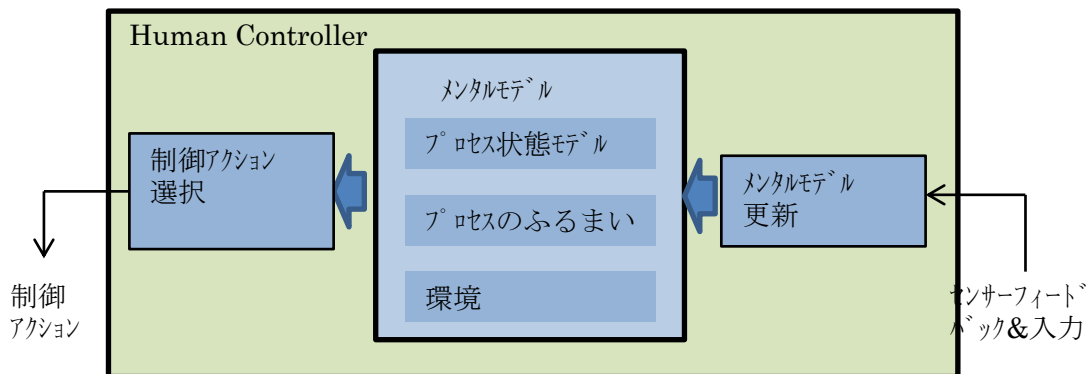 Human Controller
ﾒﾝﾀﾙﾓﾃﾞﾙ
ﾌﾟﾛｾｽ状態ﾓﾃﾞﾙ
ﾌﾟﾛｾｽのふるまい
環境
制御ｱｸｼｮﾝ
選択
ﾒﾝﾀﾙﾓﾃﾞﾙ
更新
制御
ｱｸｼｮﾝ
ｾﾝｻｰﾌｨｰﾄﾞ
ﾊﾞｯｸ&入力